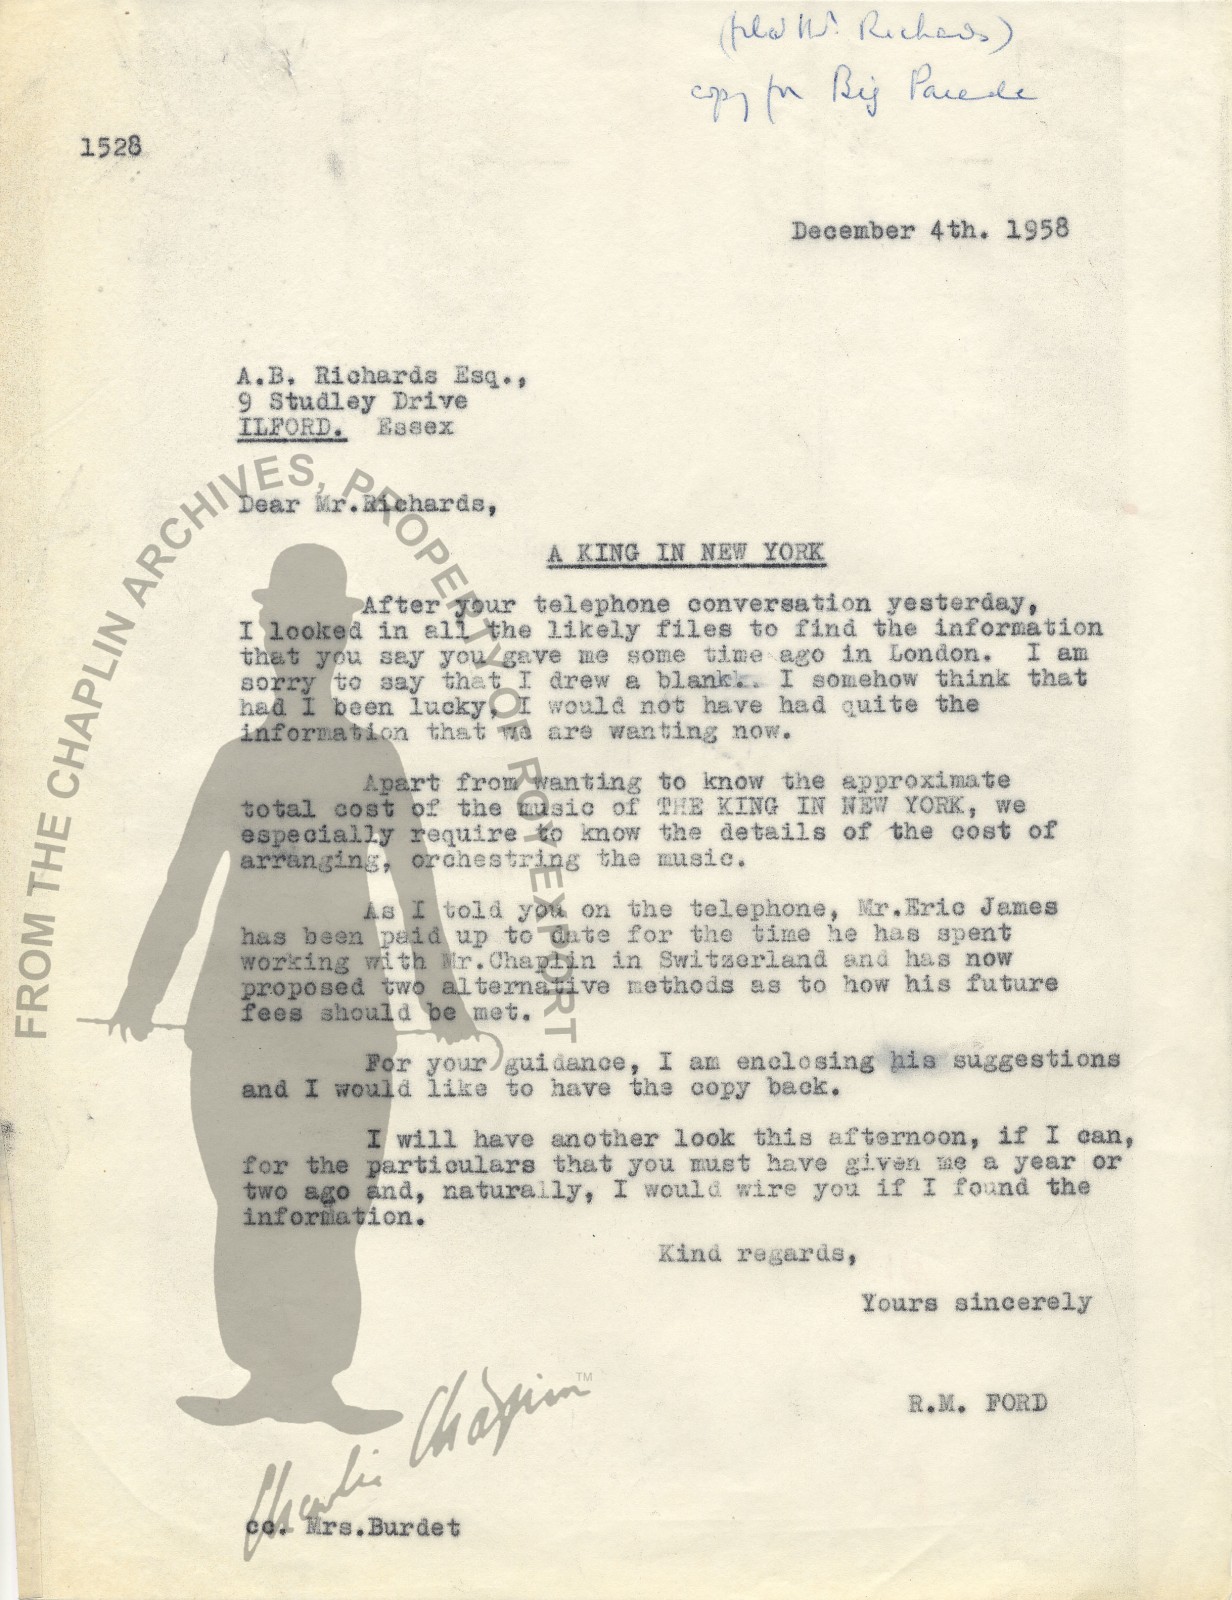 (filed Mr. Richards)
copy for Big Parade
1528
December 4th. 1958
A.B. Richards Esq.,
9 Studley Drive
ILFORD. Essex
Dear Mr.Richards,
A KING IN NEW YORK
After your telephone conversation yesterday,
I looked in all the likely files to find the information
that you say you gave me some time ago in London. I am
sorry to say that I drew a blank.. I somehow think that
had I been lucky, I would not have had quite the
information that we are wanting now.
Apart from wanting to know the approximate
total cost of the music of THE KING IN NEW YORK, we
especially require to know the details of the cost of
arranging, orchestring the music.
As I told you on the telephone, Mr.Eric James
has been paid up to date for the time he has spent
working with Mr.Chaplin in Switzerland and has now
proposed two alternative methods as to how his future
fees should be met.
For your guidance, I am enclosing his suggestions
and I would like to have the copy back.
I will have another look this afternoon, if I can,
for the particulars that you must have given me a year or
two ago and, naturally, I would wire you if I found the
information.
Kind regards,
Yours sincerely
R.M. FORD
cc. Mrs.Burdet
FROM THE CHAPLIN ARCHIVES, PROPERTY OF ROY EXPORT
Charlie Chaplin™